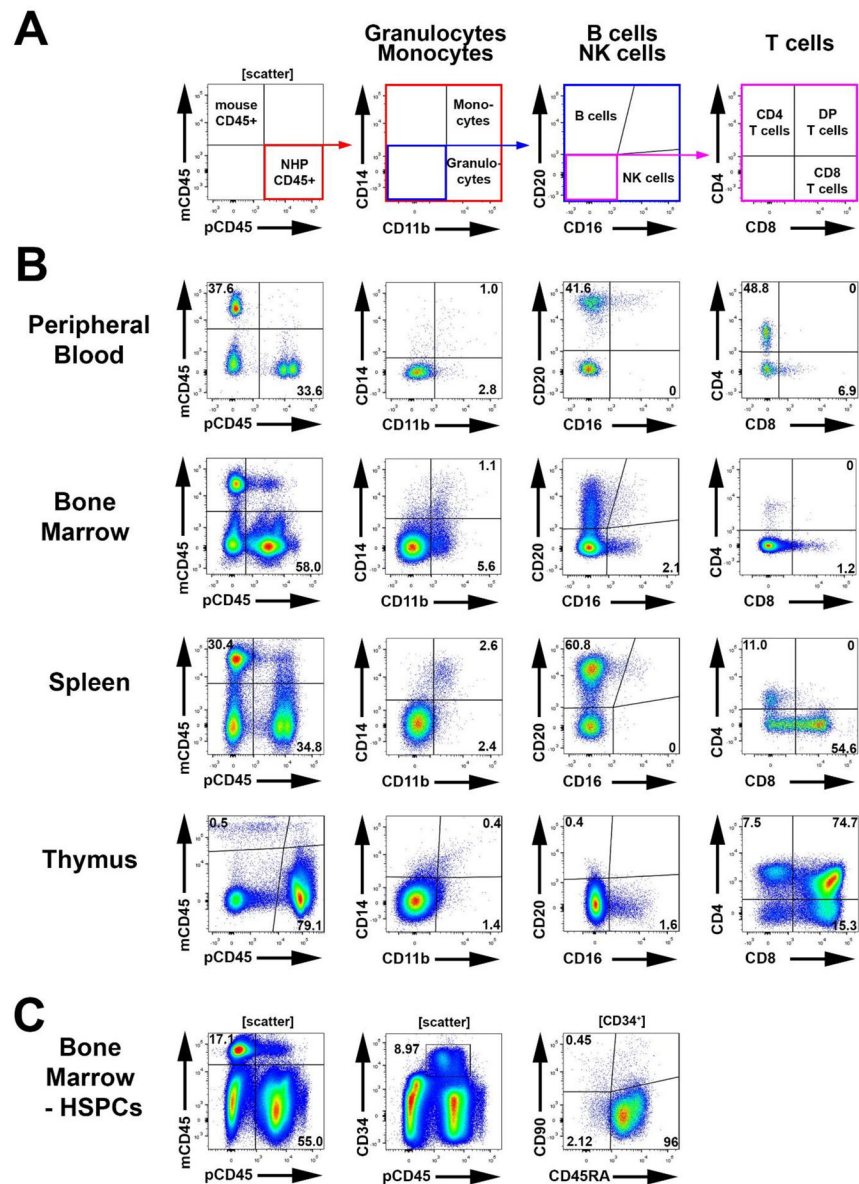 A
Granulocytes
Monocytes
B cells
NK cells
T cells
[scatter]
mouse
CD45+
NHP
CD45+
mCD45
pCD45
Mono-
cytes
Granulo-
cytes
CD14
CD11b
B cells
NK cells
CD20
CD16
CD4
T cells
DP
T cells
CD8
T cells
CD4
CD8
B
Peripheral
Blood
37.6
33.6
mCD45
pCD45
1.0
2.8
CD14
CD11b
41.6
0
CD20
CD16
48.8
0
6.9
CD4
CD8
Bone
Marrow
58.0
mCD45
pCD45
1.1
5.6
CD14
CD11b
2.1
CD20
CD16
0
1.2
CD4
CD8
Spleen
30.4
34.8
mCD45
pCD45
2.6
2.4
CD14
CD11b
60.8
0
CD20
CD16
11.0
54.6
CD4
CD8
Thymus
0.5
79.1
mCD45
pCD45
0.4
1.4
CD14
CD11b
0.4
1.6
CD20
CD16
7.5
74.7
15.3
CD4
CD8
C
Bone
Marrow
- HSPCs
[scatter]
17.1
55.0
mCD45
pCD45
[scatter]
8.97
CD34
pCD45
[CD34+]
0.45
2.12
96
CD90
CD45RA